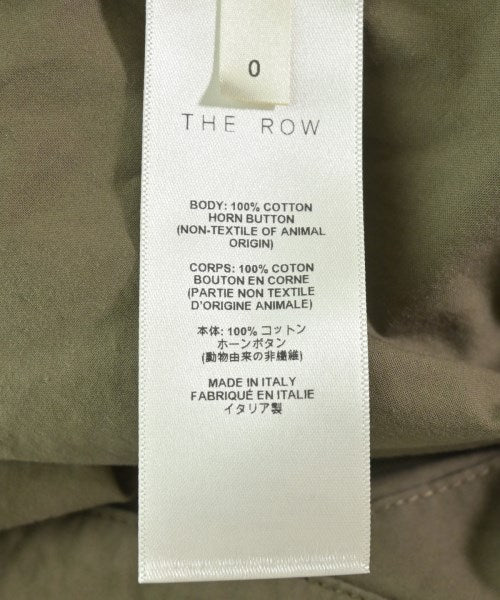 0
THE ROW
BODY: 100% COTTON
HORN BUTTON
(NON-TEXTILE OF ANIMAL
ORIGIN)
CORPS: 100% COTON
BOUTON EN CORNE
(PARTIE NON TEXTILE
D'ORIGINE ANIMALE)
本体: 100% コットン
ホーンボタン
(動物由来の非繊維)
MADE IN ITALY
FABRIQUÉ EN ITALIE
イタリア製